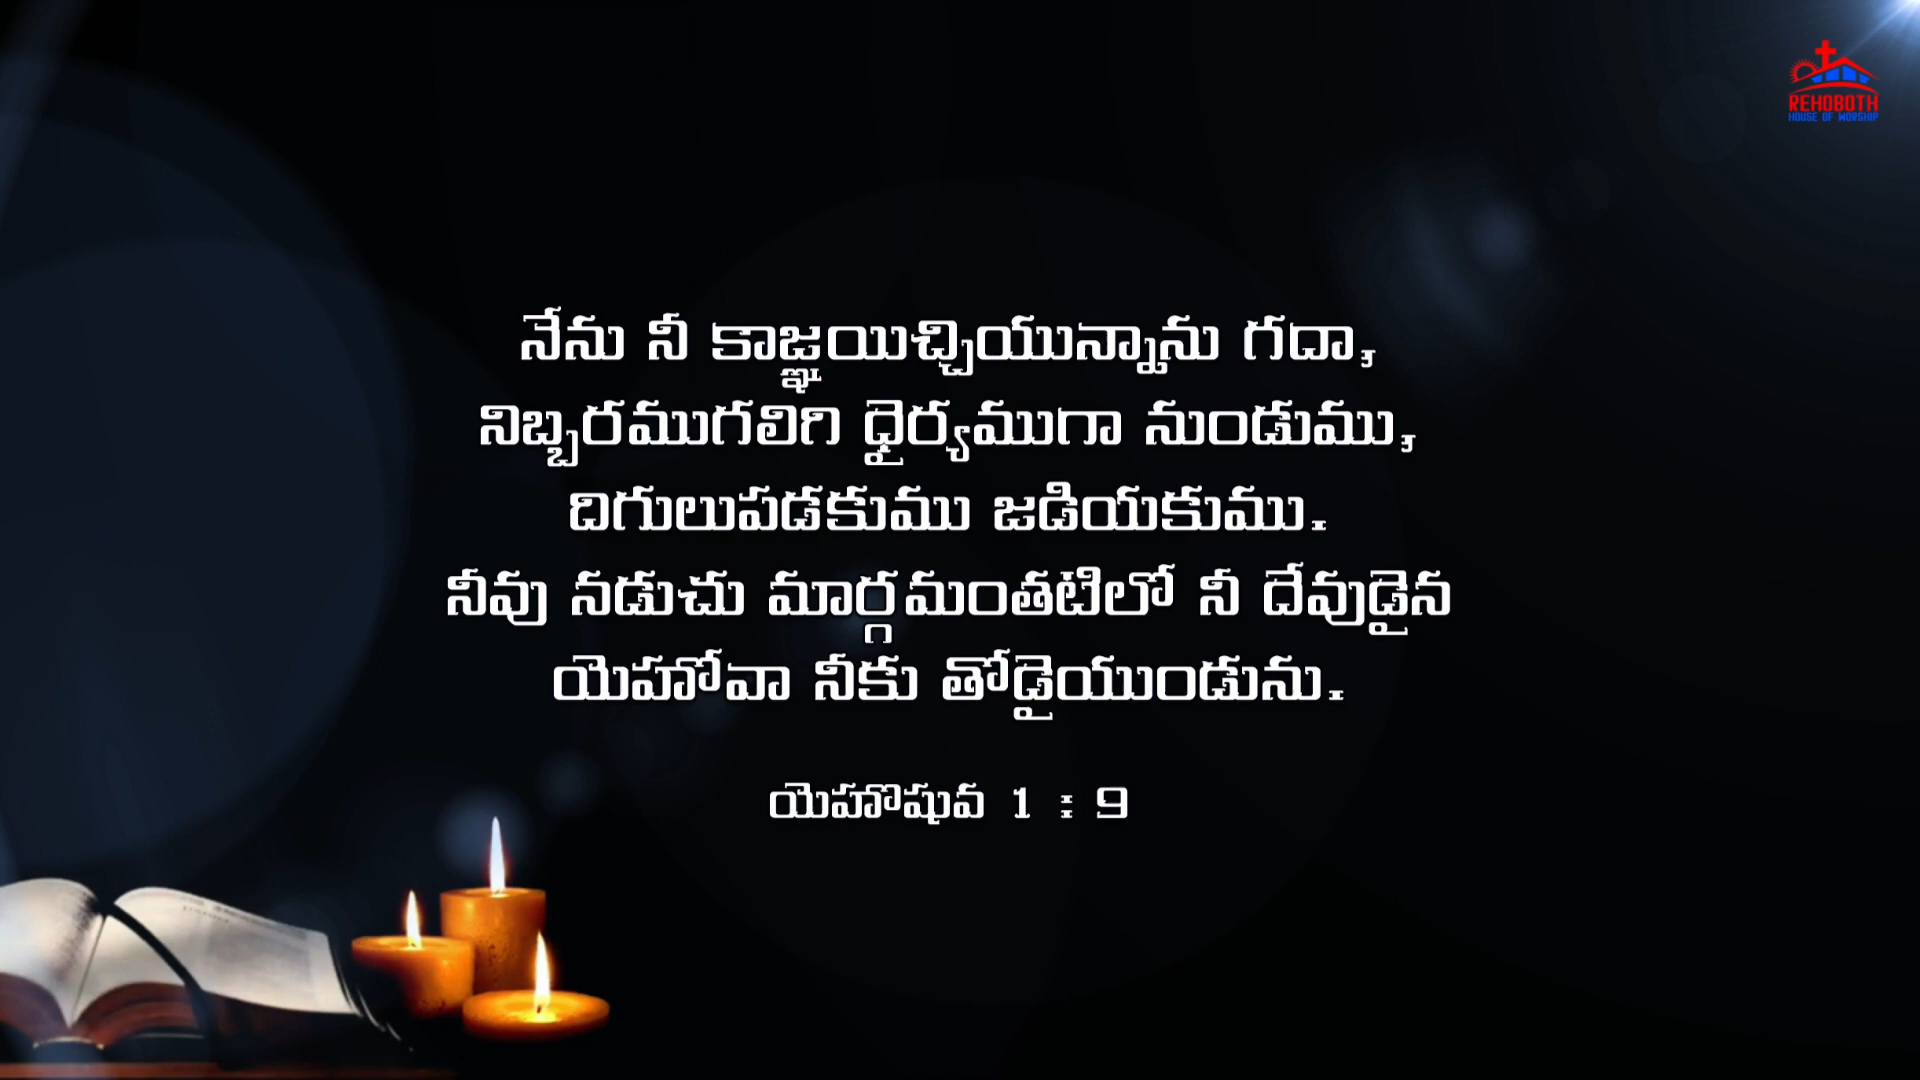 REHOBOTH
HOUSE OF WORSHIP
నేను నీ కాజ్ఞయిచ్చియున్నాను గదా,
నిబ్బరముగలిగి ధైర్యముగా నుండుము,
దిగులుపడకుము జడియకుము.
నీవు నడుచు మార్గమంతటిలో నీ దేవుడైన
యెహోవా నీకు తోడైయుండును.
యెహొషువ 1 : 9